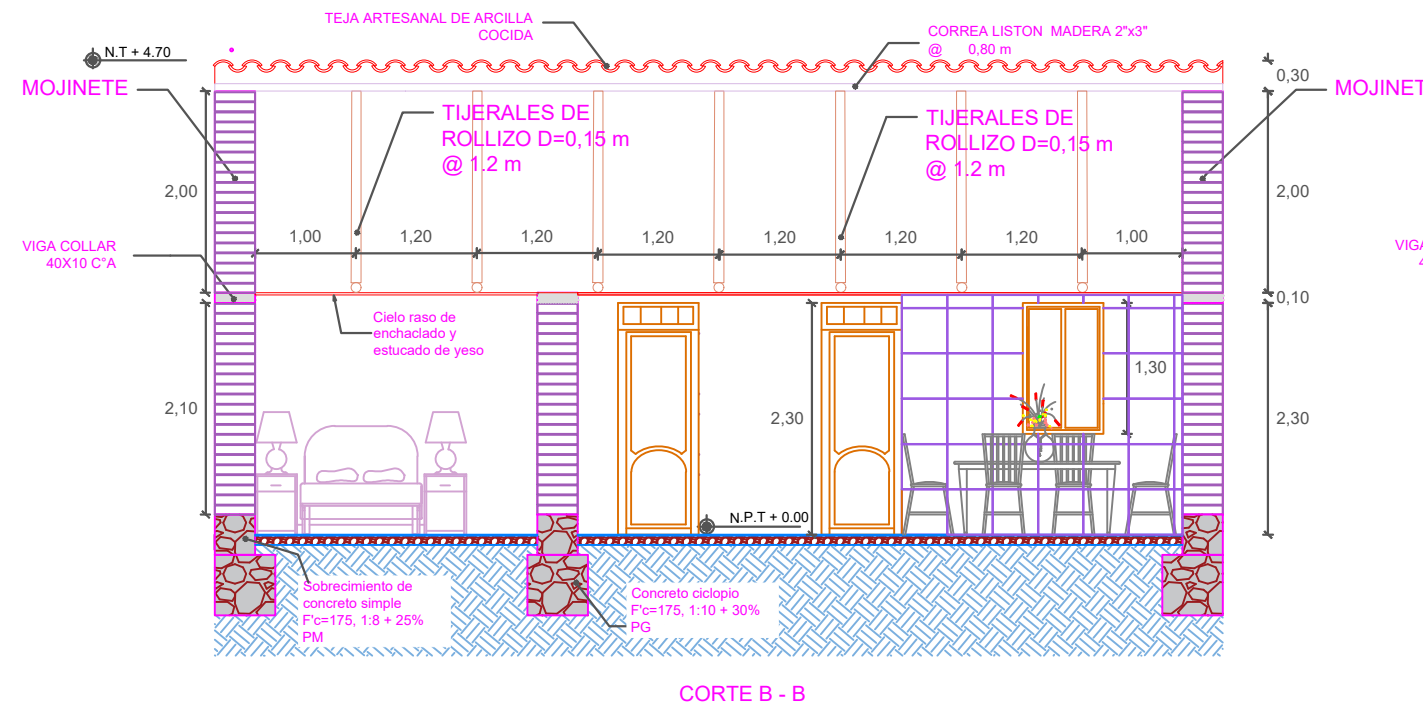 TEJA ARTESANAL DE ARCILLA
COCIDA
CORREA LISTON MADERA 2"x3"
@ 0,80 m
N.T + 4.70
0,30
MOJINETE
MOJINET
TIJERALES DE
ROLLIZO D=0,15 m
@ 1.2 m
TIJERALES DE
ROLLIZO D=0,15 m
@ 1.2 m
2,00
2,00
1,00
1,20
1,20
1,20
1,20
1,20
1,20
1,00
VIGA COLLAR
40X10 C°A
VIGA
0,10
Cielo raso de
enchaclado y
estucado de yeso
2,10
2,30
1,30
2,30
N.P.T + 0.00
Sobrecimiento de
concreto simple
F'c=175, 1:8 + 25%
PM
Concreto ciclopio
F'c=175, 1:10 + 30%
PG
CORTE B - B